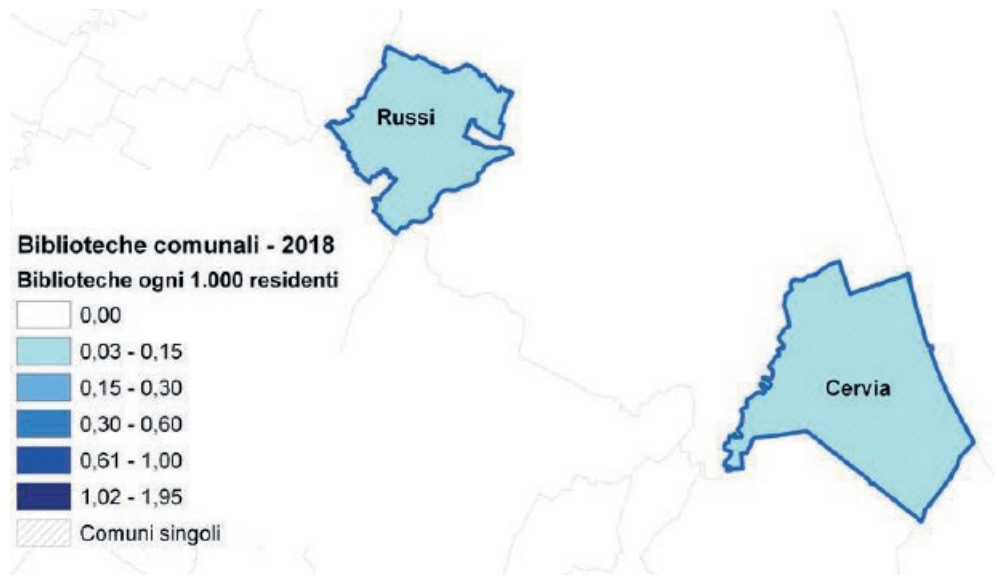 Russi
Biblioteche comunali - 2018
Biblioteche ogni 1.000 residenti
0,00
0,03 - 0,15
0,15 - 0,30
0,30 - 0,60
0,61 - 1,00
1,02 - 1,95
Comuni singoli
Cervia